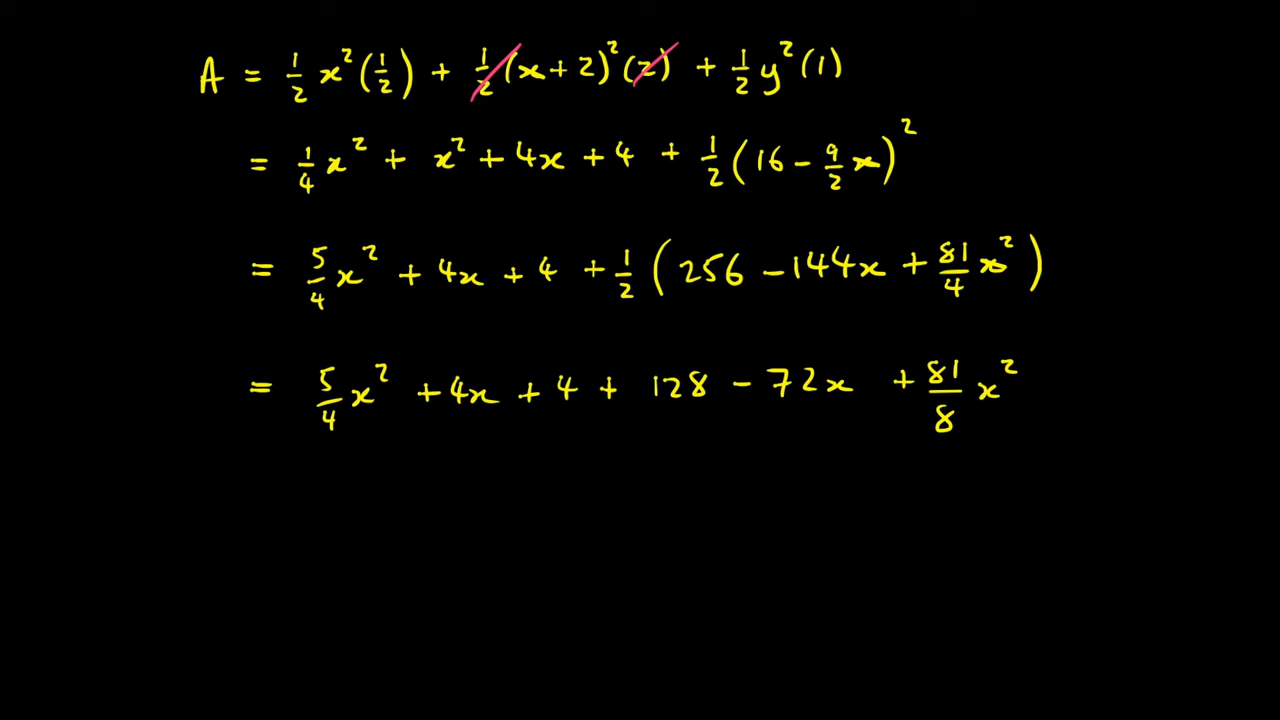 A = 1/2 x² (1/2) + 1/2 (x + 2)² (2) + 1/2 y² (1)
= 1/4 x² + x² + 4x + 4 + 1/2 (16 − 9/2 x)²
= 5/4 x² + 4x + 4 + 1/2 (256 − 144x + 81/4 x²)
= 5/4 x² + 4x + 4 + 128 − 72x + 81/8 x²